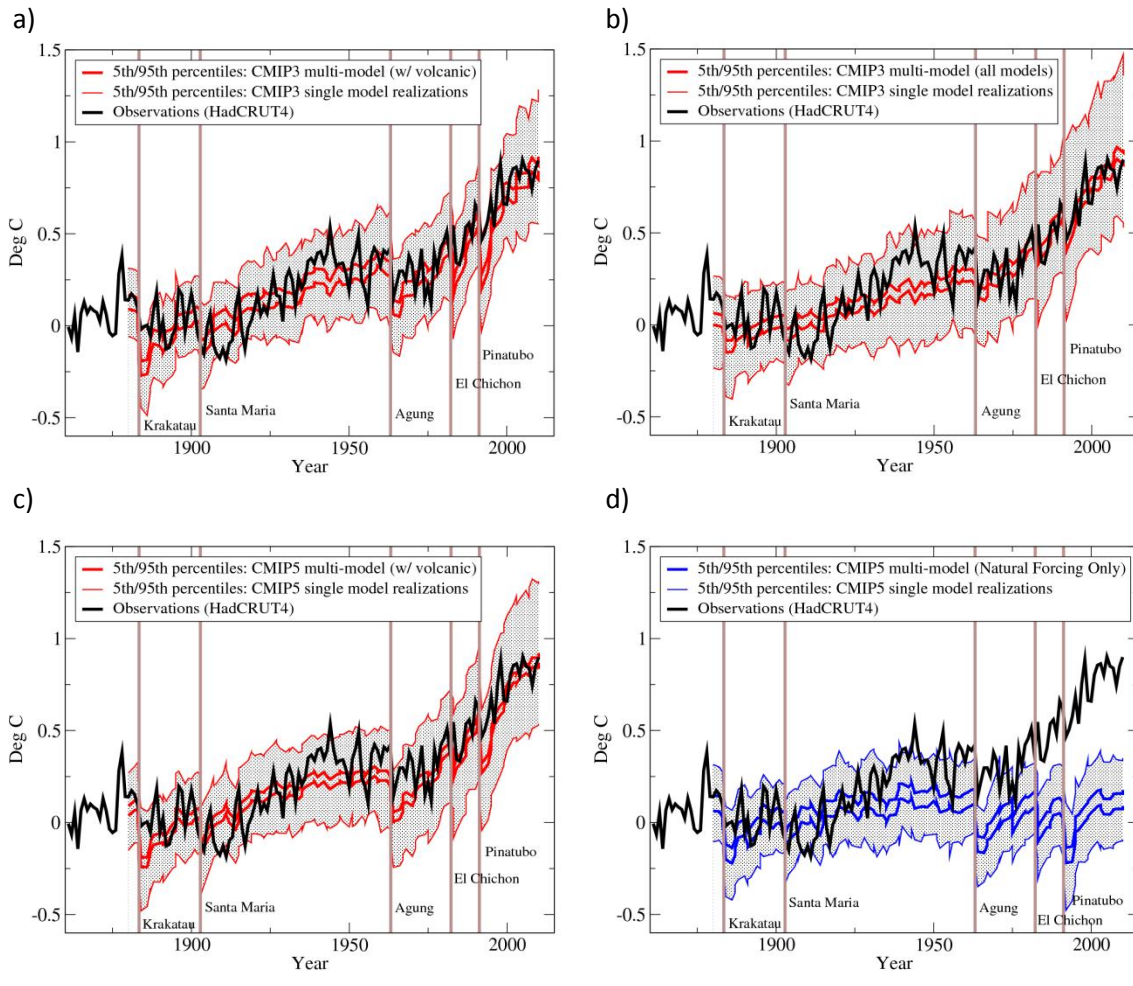 a)
1.5
5th/95th percentiles: CMIP3 multi-model (w/ volcanic)
5th/95th percentiles: CMIP3 single model realizations
Observations (HadCRUT4)
1
Deg C
0.5
0
-0.5
Krakatau
Santa Maria
Agung
El Chichon
Pinatubo
1900
1950
2000
Year
b)
1.5
5th/95th percentiles: CMIP3 multi-model (all models)
5th/95th percentiles: CMIP3 single model realizations
Observations (HadCRUT4)
1
Deg C
0.5
0
-0.5
Krakatau
Santa Maria
Agung
El Chichon
Pinatubo
1900
1950
2000
Year
c)
1.5
5th/95th percentiles: CMIP5 multi-model (w/ volcanic)
5th/95th percentiles: CMIP5 single model realizations
Observations (HadCRUT4)
1
Deg C
0.5
0
-0.5
Krakatau
Santa Maria
Agung
El Chichon
Pinatubo
1900
1950
2000
Year
d)
1.5
5th/95th percentiles: CMIP5 multi-model (Natural Forcing Only)
5th/95th percentiles: CMIP5 single model realizations
Observations (HadCRUT4)
1
Deg C
0.5
0
-0.5
Krakatau
Santa Maria
Agung
El Chichon
Pinatubo
1900
1950
2000
Year